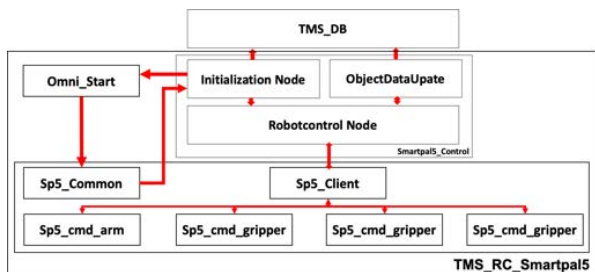 TMS_DB
Omni_Start
Initialization Node
ObjectDataUpate
Robotcontrol Node
Smartpal5_Control
Sp5_Common
Sp5_Client
Sp5_cmd_arm
Sp5_cmd_gripper
Sp5_cmd_gripper
Sp5_cmd_gripper
TMS_RC_Smartpal5